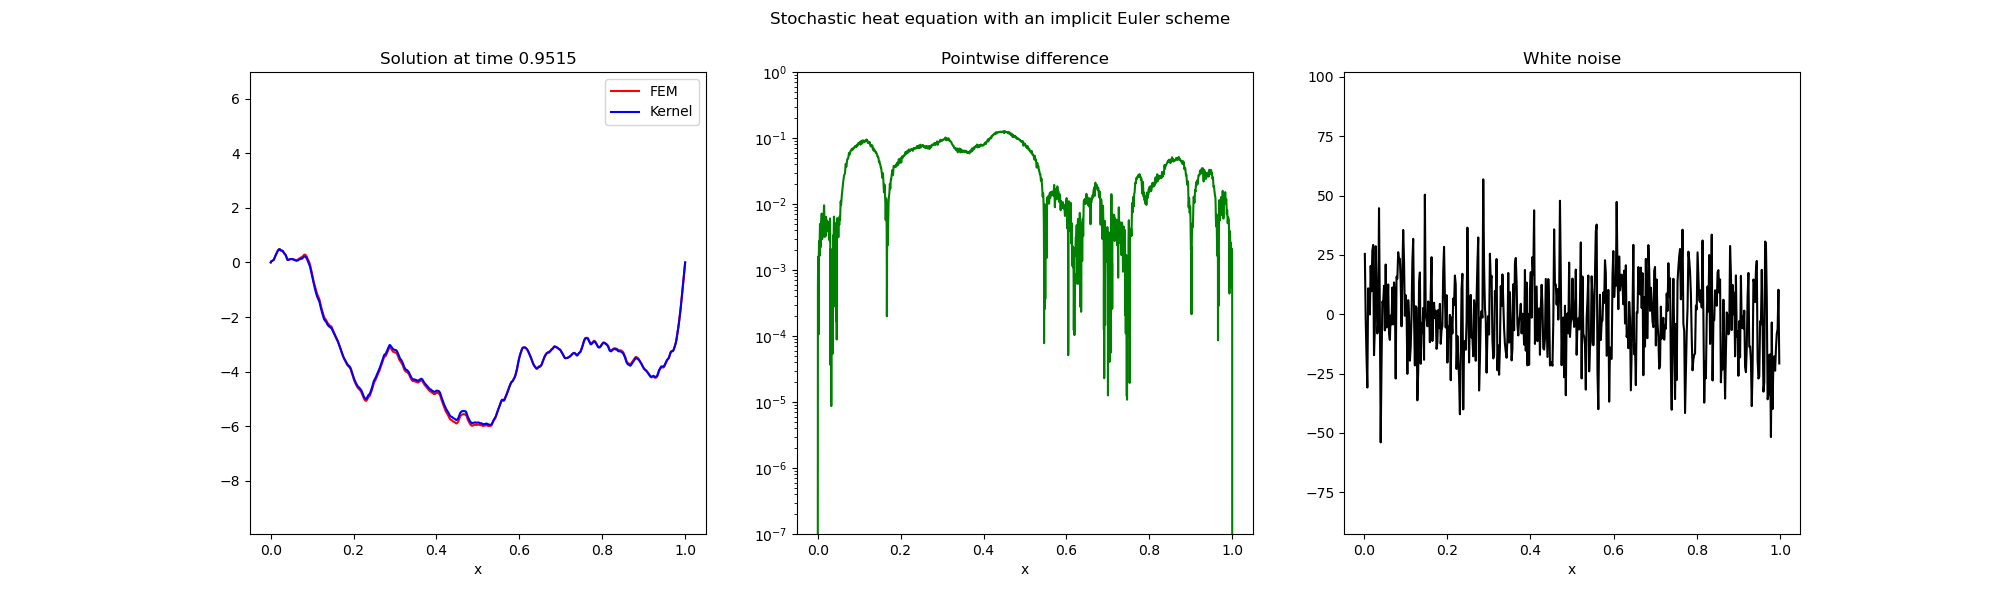 Stochastic heat equation with an implicit Euler scheme
Solution at time 0.9515
6
4
2
0
−2
−4
−6
−8
FEM
Kernel
0.0 0.2 0.4 0.6 0.8 1.0
x
Pointwise difference
10⁰
10⁻¹
10⁻²
10⁻³
10⁻⁴
10⁻⁵
10⁻⁶
10⁻⁷
0.0 0.2 0.4 0.6 0.8 1.0
x
White noise
100
75
50
25
0
−25
−50
−75
0.0 0.2 0.4 0.6 0.8 1.0
x